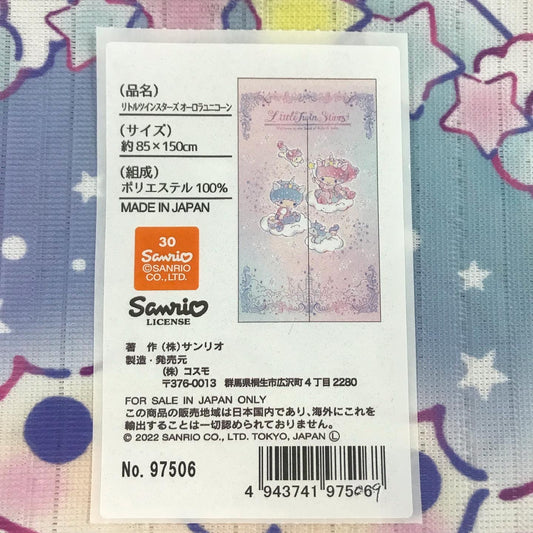 (品名)
リトルツインスターズ オーロラユニコーン
(サイズ)
約 85×150cm
(組成)
ポリエステル 100%
MADE IN JAPAN
30
Sanrio
©SANRIO
CO., LTD.
Sanrio
LICENSE
Little Twin Stars
著 作 (株)サンリオ
製造・発売元
(株) コスモ
〒376-0013 群馬県桐生市広沢町4丁目2280
FOR SALE IN JAPAN ONLY
この商品の販売地域は日本国内であり、海外にこれを
輸出することは一切認められておりません。
© 2022 SANRIO CO., LTD. TOKYO, JAPAN Ⓛ
No. 97506
4 943741 975069